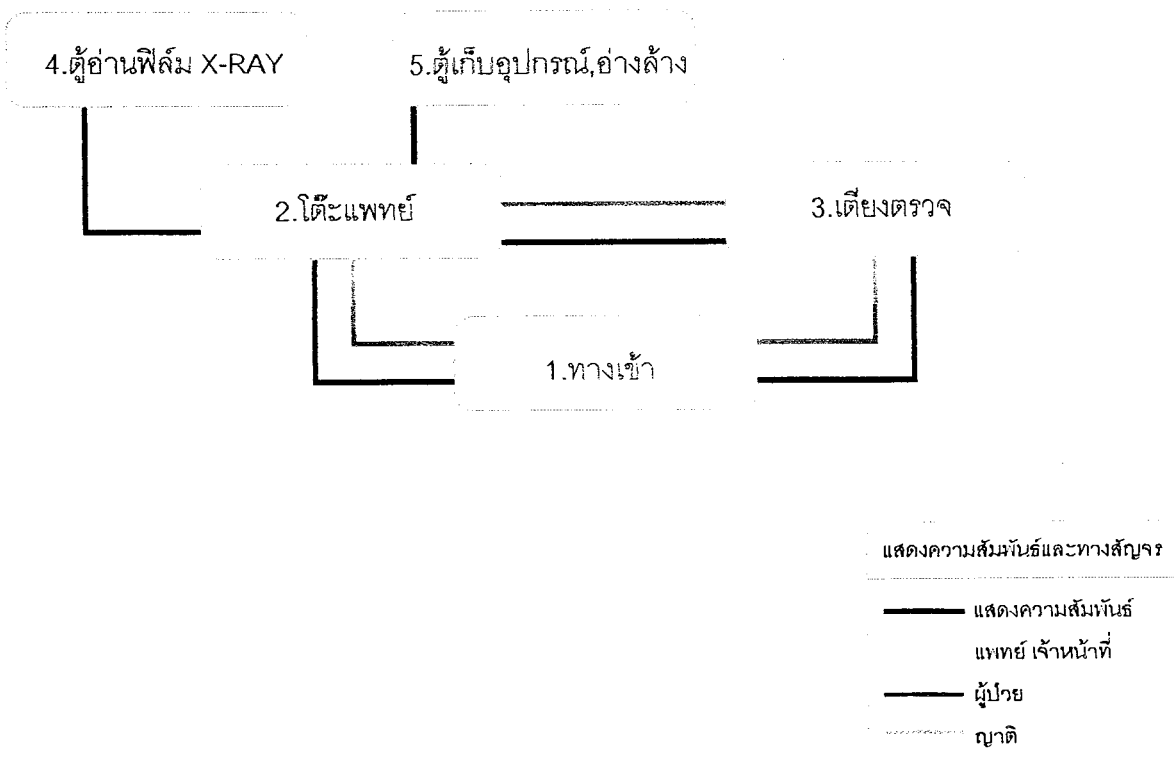 4.ตู้อ่านฟิล์ม X-RAY
5.ตู้เก็บอุปกรณ์,อ่างล้าง
2.โต๊ะแพทย์
3.เตียงตรวจ
1.ทางเข้า
แสดงความสัมพันธ์และทางสัญจร
แสดงความสัมพันธ์
แพทย์ เจ้าหน้าที่
ผู้ป่วย
ญาติ